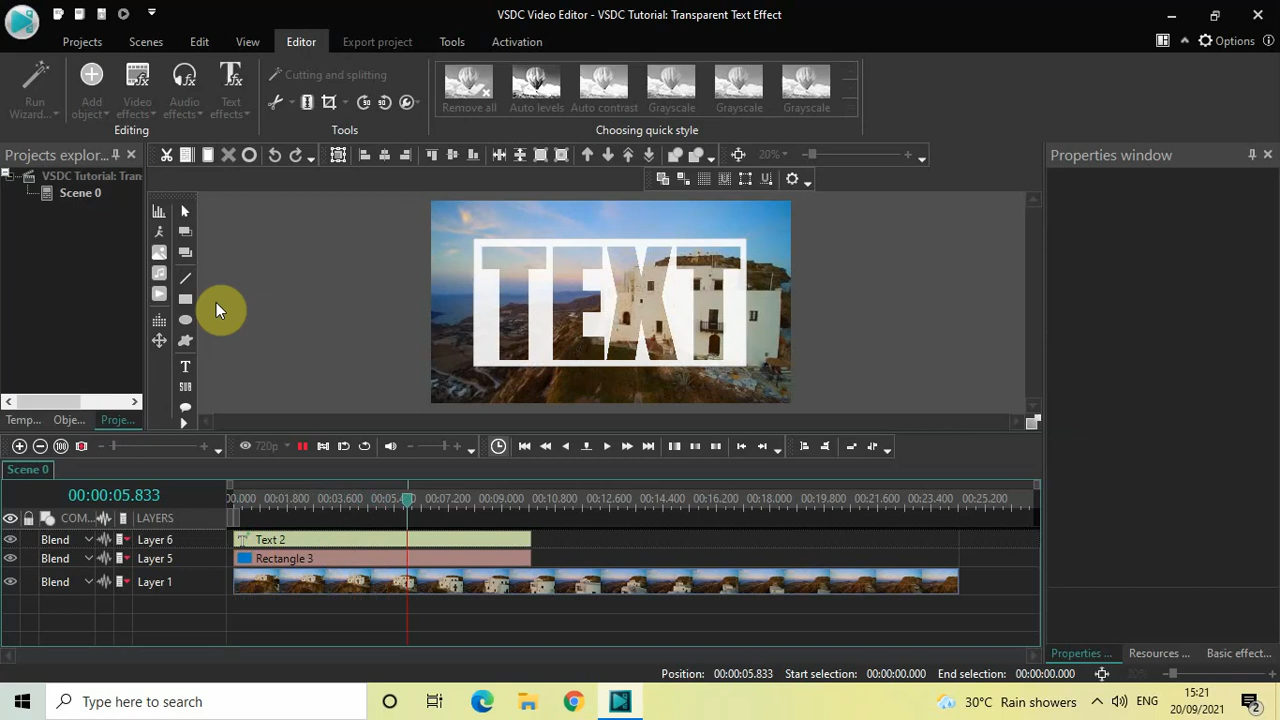 VSDC Video Editor - VSDC Tutorial: Transparent Text Effect
Projects Scenes Edit View Editor Export project Tools Activation Options
Run Wizard...
Add object
Video effects
Audio effects
Text effects
Editing
Cutting and splitting
Tools
Remove all Auto levels Auto contrast Grayscale Grayscale Grayscale
Choosing quick style
Projects explor...
20%
Properties window
VSDC Tutorial: Tran
Scene 0
TEXT
T
SUB
Temp... Obje... Proje...
720p
Scene 0
00:00:05.833
00.000 00:01.800 00:03.600 00:05.4 00:07.200 00:09.000 00:10.800 00:12.600 00:14.400 00:16.200 00:18.000 00:19.800 00:21.600 00:23.400 00:25.200
COM... LAYERS
Blend Layer 6 Text 2
Blend Layer 5 Rectangle 3
Blend Layer 1
Properties ... Resources ... Basic effect...
Position: 00:00:05.833 Start selection: 00:00:00.000 End selection: 00:00:00.000
Type here to search
30°C Rain showers ENG
15:21
20/09/2021
2